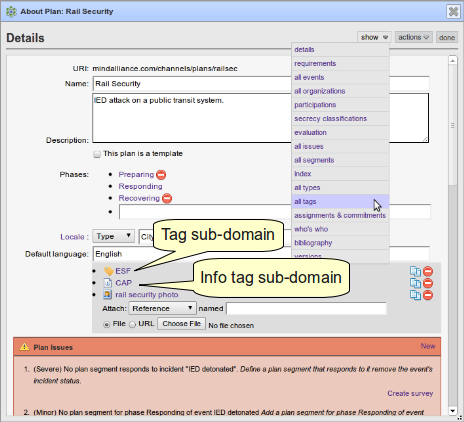 About Plan: Rail Security
Details
show
actions
done
details
requirements
all events
all organizations
participations
secrecy classifications
evaluation
all issues
all segments
index
all types
all tags
assignments & commitments
who's who
bibliography
versions
URI: mindalliance.com/channels/plans/railsec
Name: Rail Security
IED attack on a public transit system.
Description:
This plan is a template
Phases: • Preparing
• Responding
• Recovering
•
Locale : Type City
Default language: English
Tag sub-domain
Info tag sub-domain
• ESF
• CAP
• rail security photo
Attach: Reference named
File URL Choose File No file chosen
Plan Issues New
1. (Severe) No plan segment responds to incident "IED detonated". Define a plan segment that responds to it remove the event's
incident status.
Create survey
2. (Minor) No plan segment for phase Responding of event IED detonated Add a plan segment for phase Responding of event